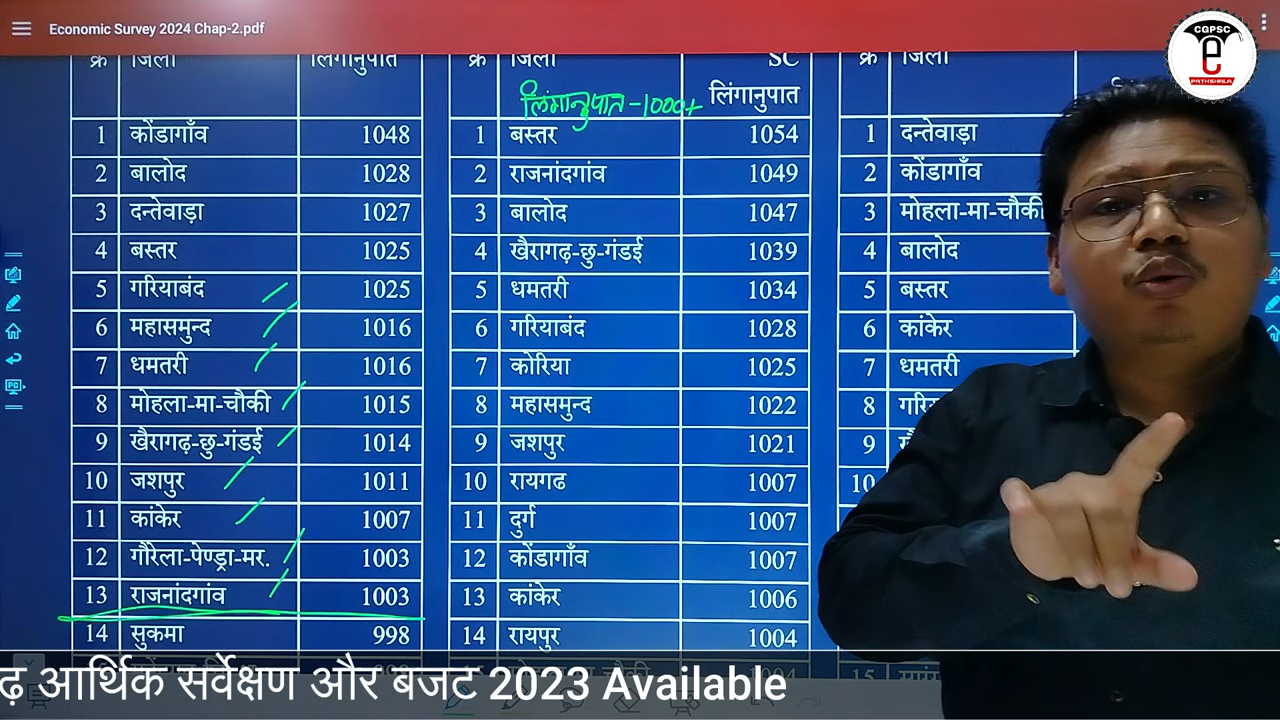 Economic Survey 2024 Chap-2.pdf
CGPSC
e
PATHSHALA
क्र जिला लिंगानुपात क्र जिला SC क्र जिला
लिंगानुपात -1000+ लिंगानुपात
1 कोंडागाँव 1048 1 बस्तर 1054 1 दन्तेवाड़ा
2 बालोद 1028 2 राजनांदगांव 1049 2 कोंडागाँव
3 दन्तेवाड़ा 1027 3 बालोद 1047 3 मोहला-मा-चौकी
4 बस्तर 1025 4 खैरागढ़-छु-गंडई 1039 4 बालोद
5 गरियाबंद 1025 5 धमतरी 1034 5 बस्तर
6 महासमुन्द 1016 6 गरियाबंद 1028 6 कांकेर
7 धमतरी 1016 7 कोरिया 1025 7 धमतरी
8 मोहला-मा-चौकी 1015 8 महासमुन्द 1022 8
9 खैरागढ़-छु-गंडई 1014 9 जशपुर 1021 9
10 जशपुर 1011 10 रायगढ 1007 10
11 कांकेर 1007 11 दुर्ग 1007
12 गौरेला-पेण्ड्रा-मर. 1003 12 कोंडागाँव 1007
13 राजनांदगांव 1003 13 कांकेर 1006
14 सुकमा 998 14 रायपुर 1004
ढ़ आर्थिक सर्वेक्षण और बजट 2023 Available